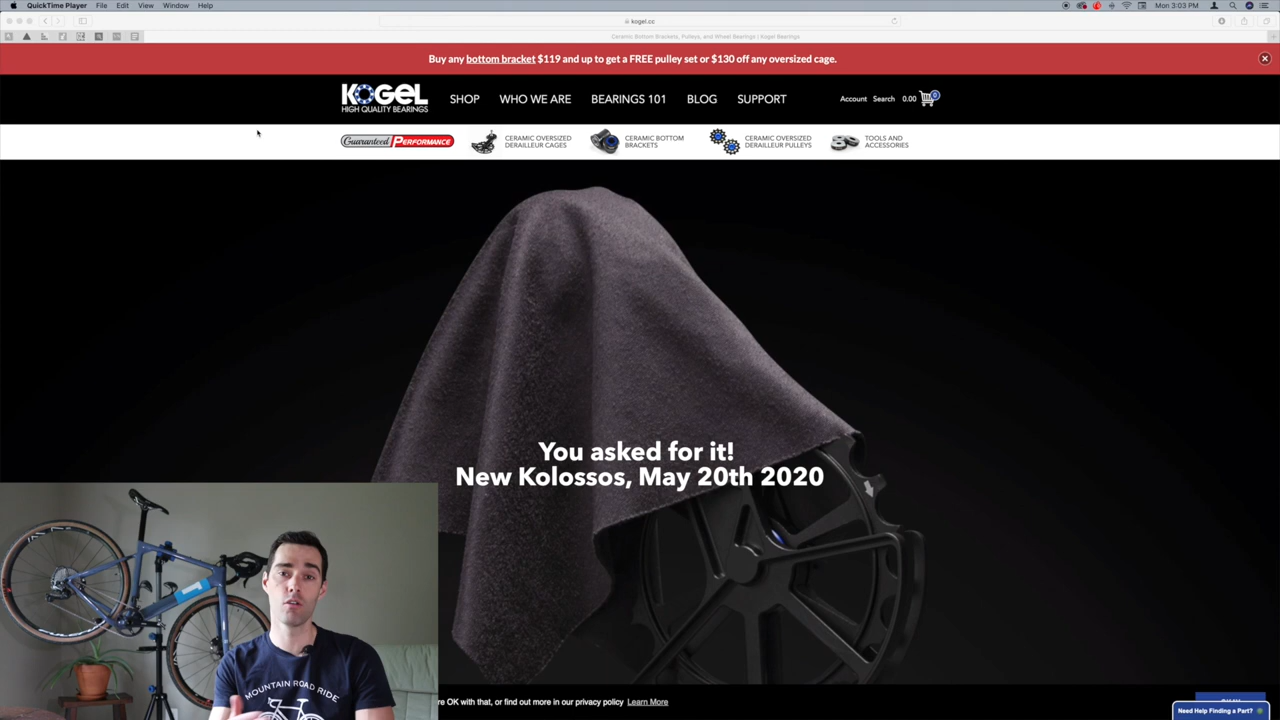 QuickTime Player File Edit View Window Help
Mon 3:03 PM
kogel.cc
Ceramic Bottom Brackets, Pulleys, and Wheel Bearings | Kogel Bearings
Buy any bottom bracket $119 and up to get a FREE pulley set or $130 off any oversized cage.
KOGEL
HIGH QUALITY BEARINGS
SHOP WHO WE ARE BEARINGS 101 BLOG SUPPORT
Account Search 0.00 0
Guaranteed PERFORMANCE
CERAMIC OVERSIZED
DERAILLEUR CAGES
CERAMIC BOTTOM
BRACKETS
CERAMIC OVERSIZED
DERAILLEUR PULLEYS
TOOLS AND
ACCESSORIES
You asked for it!
New Kolossos, May 20th 2020
MOUNTAIN ROAD RIDE
re OK with that, or find out more in our privacy policy Learn More
Need Help Finding a Part?